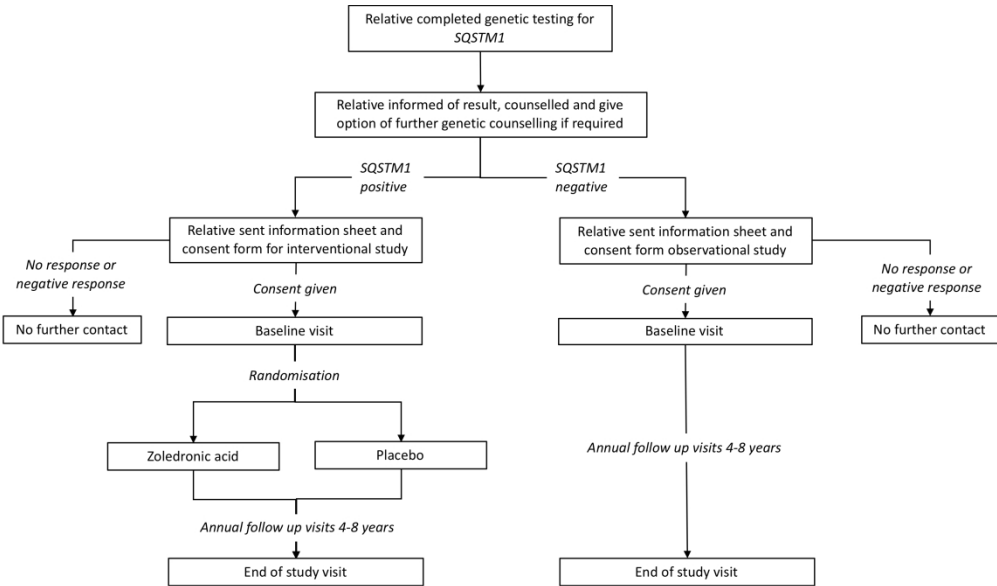 Relative completed genetic testing for
SQSTM1
Relative informed of result, counselled and give
option of further genetic counselling if required
SQSTM1
positive
SQSTM1
negative
Relative sent information sheet and
consent form for interventional study
Relative sent information sheet and
consent form observational study
No response or
negative response
Consent given
Consent given
No response or
negative response
No further contact
Baseline visit
Baseline visit
No further contact
Randomisation
Zoledronic acid
Placebo
Annual follow up visits 4-8 years
Annual follow up visits 4-8 years
End of study visit
End of study visit